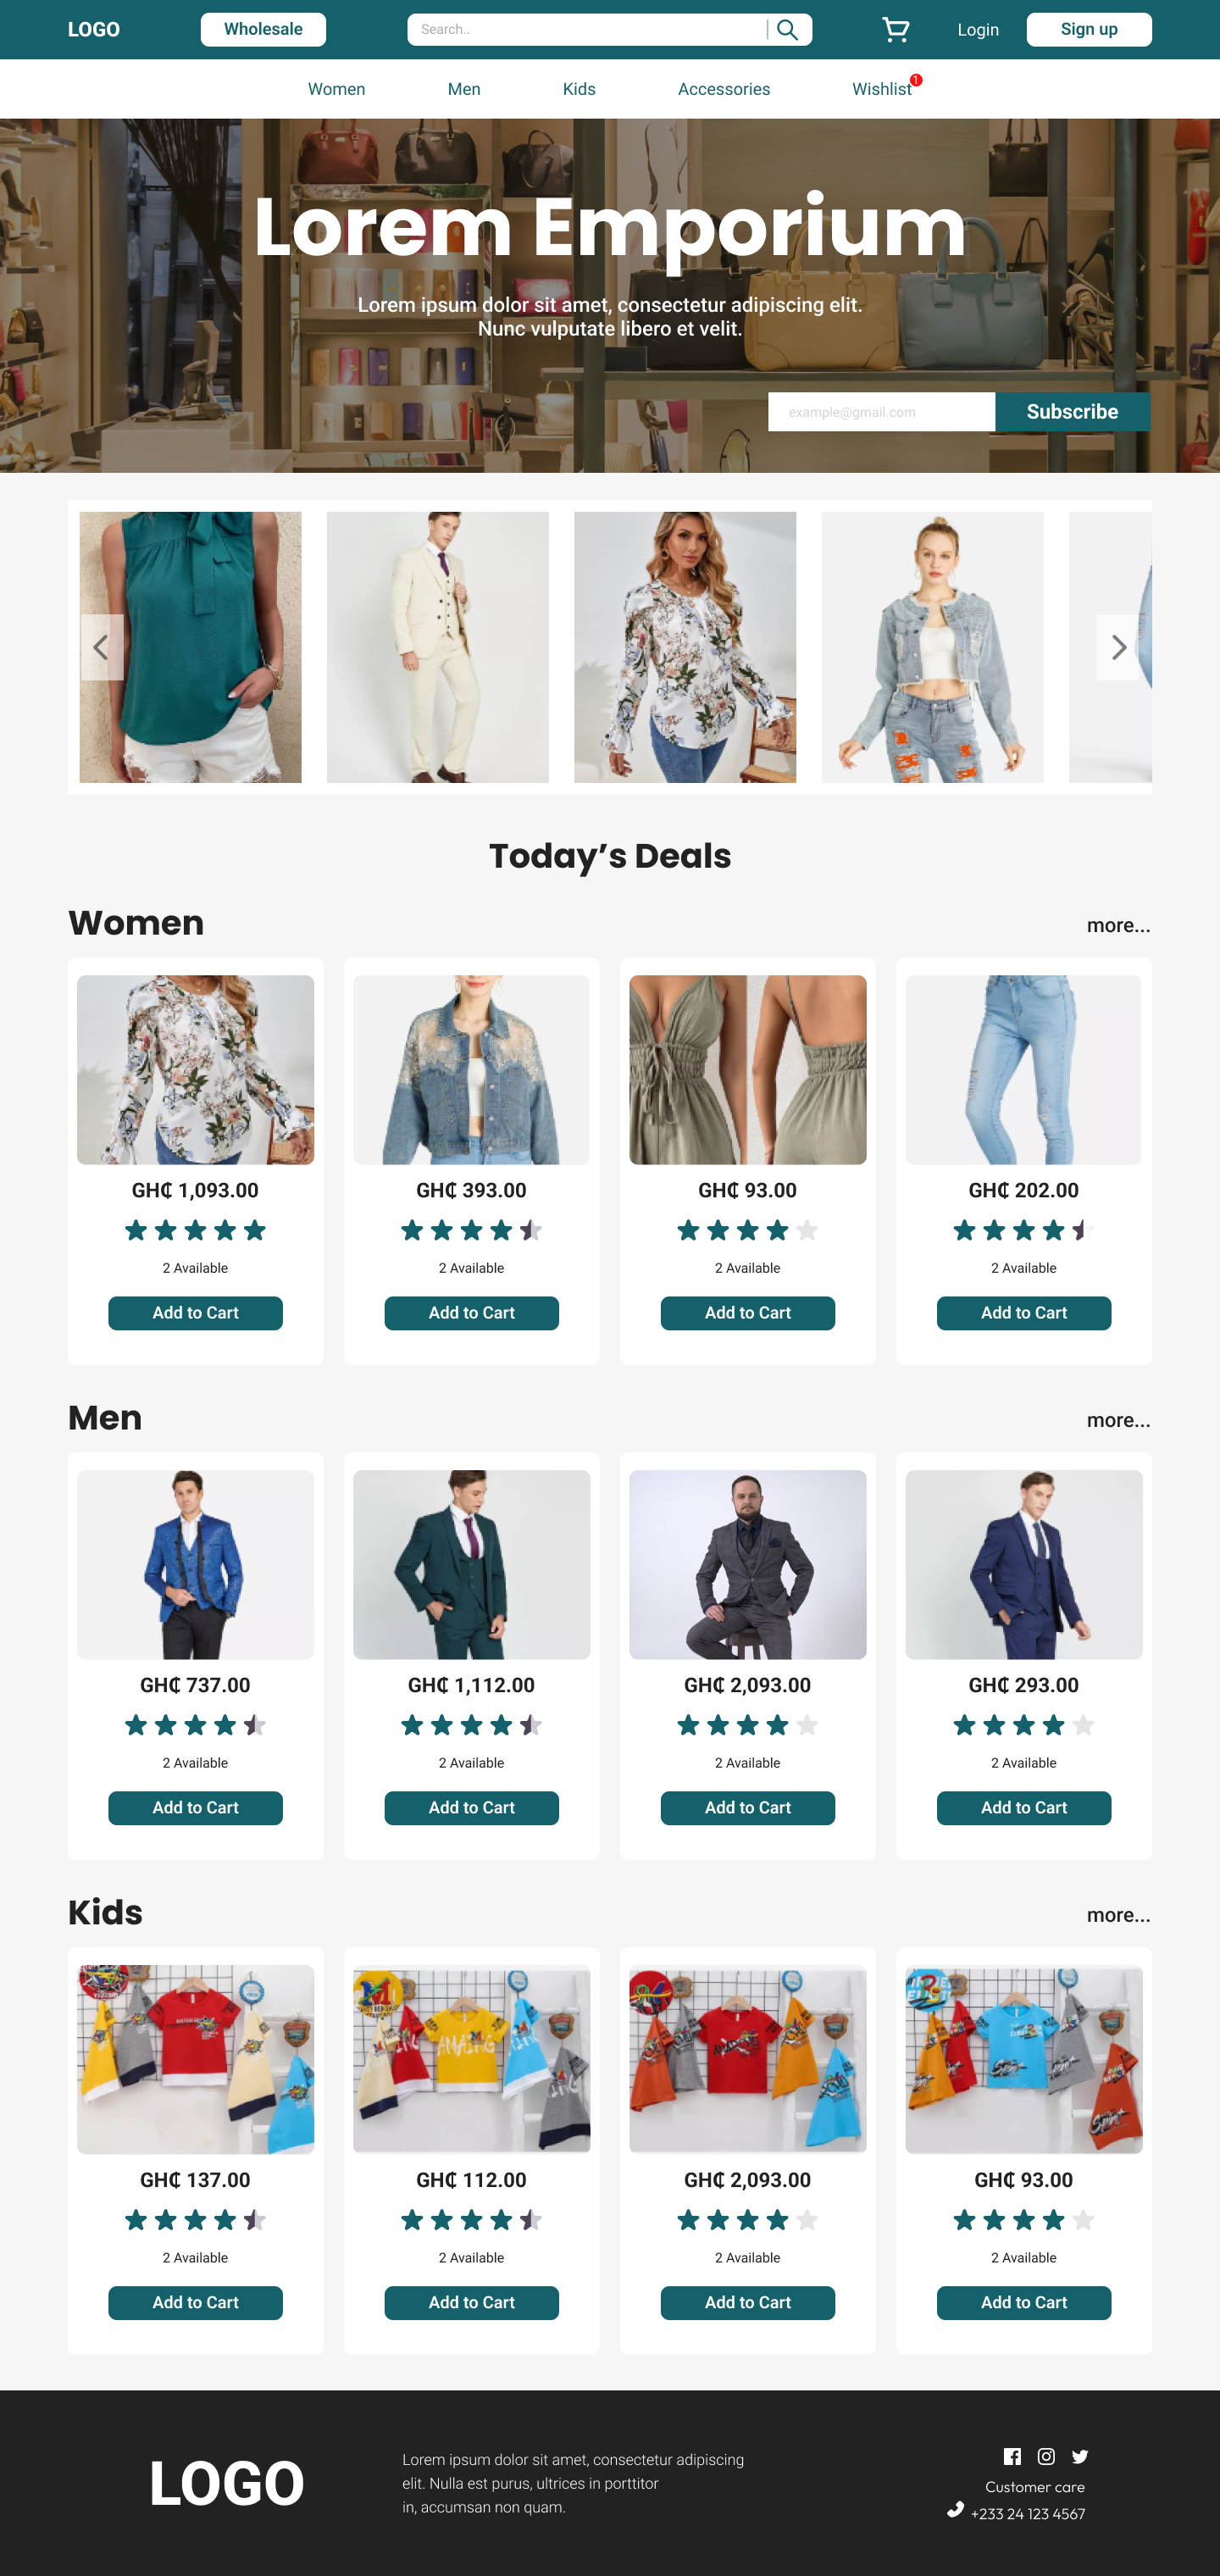 LOGO
Wholesale
Search..
Login
Sign up
Women
Men
Kids
Accessories
Wishlist
1
Lorem Emporium
Lorem ipsum dolor sit amet, consectetur adipiscing elit.
Nunc vulputate libero et velit.
example@gmail.com
Subscribe
Today’s Deals
Women
more...
GH₵ 1,093.00
GH₵ 393.00
GH₵ 93.00
GH₵ 202.00
2 Available
2 Available
2 Available
2 Available
Add to Cart
Add to Cart
Add to Cart
Add to Cart
Men
more...
GH₵ 737.00
GH₵ 1,112.00
GH₵ 2,093.00
GH₵ 293.00
2 Available
2 Available
2 Available
2 Available
Add to Cart
Add to Cart
Add to Cart
Add to Cart
Kids
more...
GH₵ 137.00
GH₵ 112.00
GH₵ 2,093.00
GH₵ 93.00
2 Available
2 Available
2 Available
2 Available
Add to Cart
Add to Cart
Add to Cart
Add to Cart
LOGO
Lorem ipsum dolor sit amet, consectetur adipiscing
elit. Nulla est purus, ultrices in porttitor
in, accumsan non quam.
Customer care
+233 24 123 4567